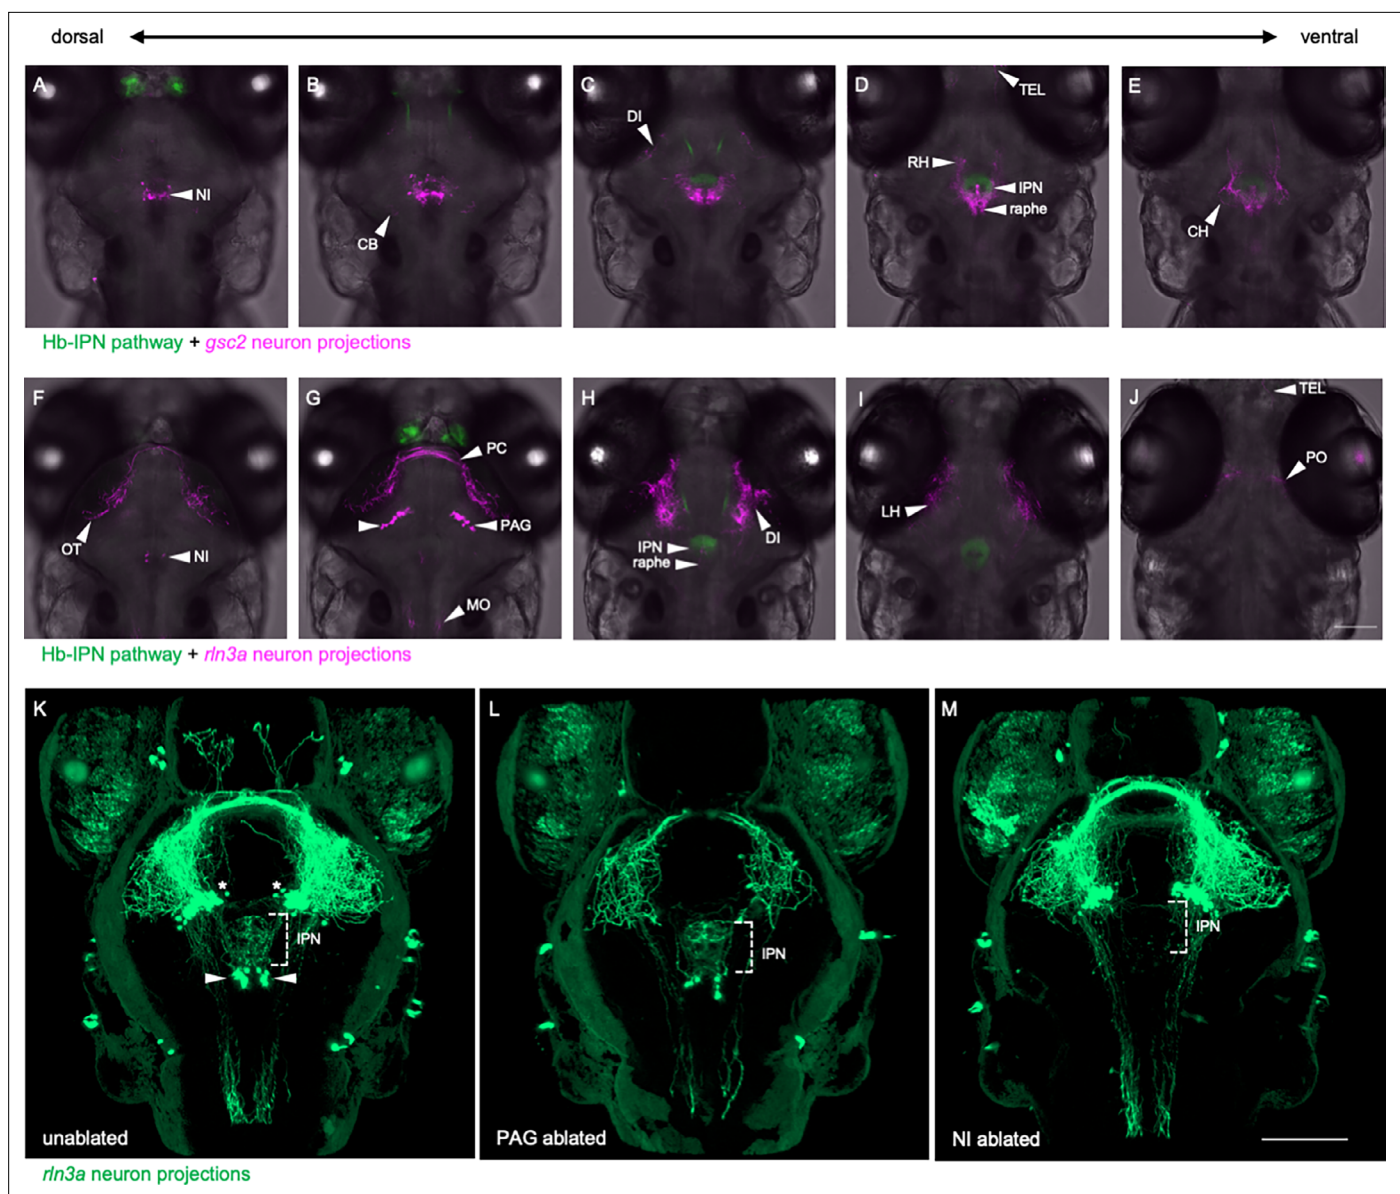 dorsal
ventral
A
NI
B
CB
C
DI
D
TEL
RH
IPN
raphe
E
CH
Hb-IPN pathway + gsc2 neuron projections
F
OT
NI
G
PC
PAG
MO
H
IPN
raphe
DI
I
LH
J
TEL
PO
Hb-IPN pathway + rln3a neuron projections
K
*
*
IPN
unablated
L
IPN
PAG ablated
M
IPN
NI ablated
rln3a neuron projections